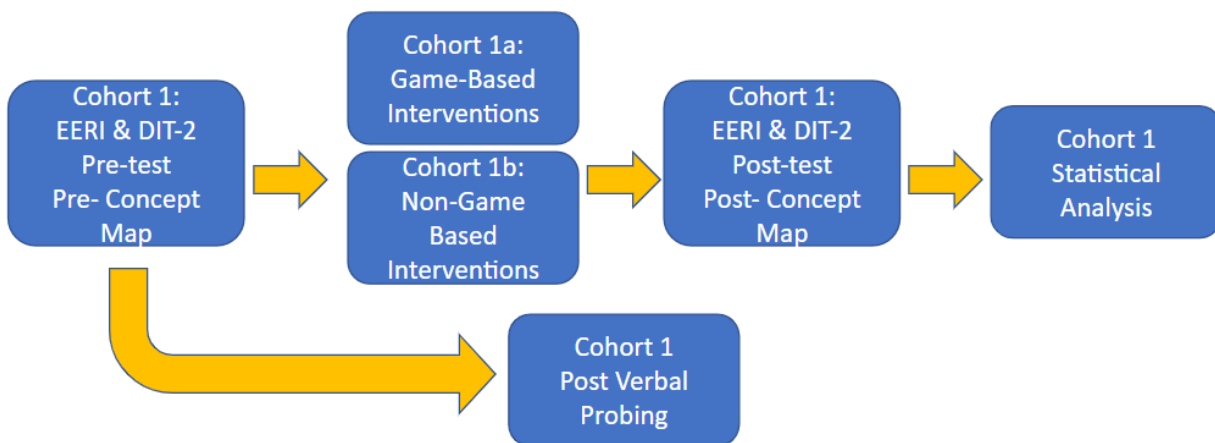 Cohort 1:
EERI & DIT-2
Pre-test
Pre- Concept
Map
Cohort 1a:
Game-Based
Interventions
Cohort 1b:
Non-Game
Based
Interventions
Cohort 1:
EERI & DIT-2
Post-test
Post- Concept
Map
Cohort 1
Statistical
Analysis
Cohort 1
Post Verbal
Probing